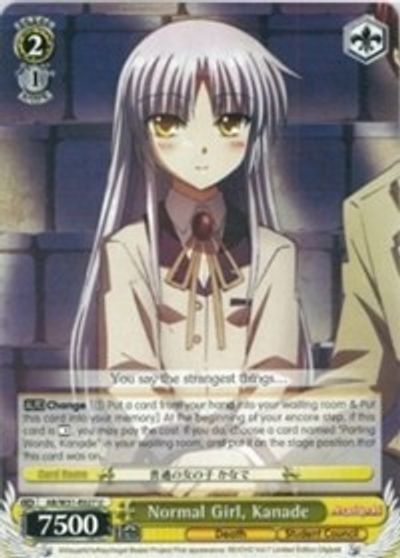 2
1
You say the strangest things...
AUTO Change [(1) Put a card from your hand into your waiting room & Put
this card into your memory] At the beginning of your encore step, if
this card is , you may pay the cost. If you do, choose a card named "Parting
Words, Kanade" in your waiting room, and put it on the stage position
that this card was on.
Card Name
普通の女の子 かなで
7500
Normal Girl, Kanade
Death
Student Council